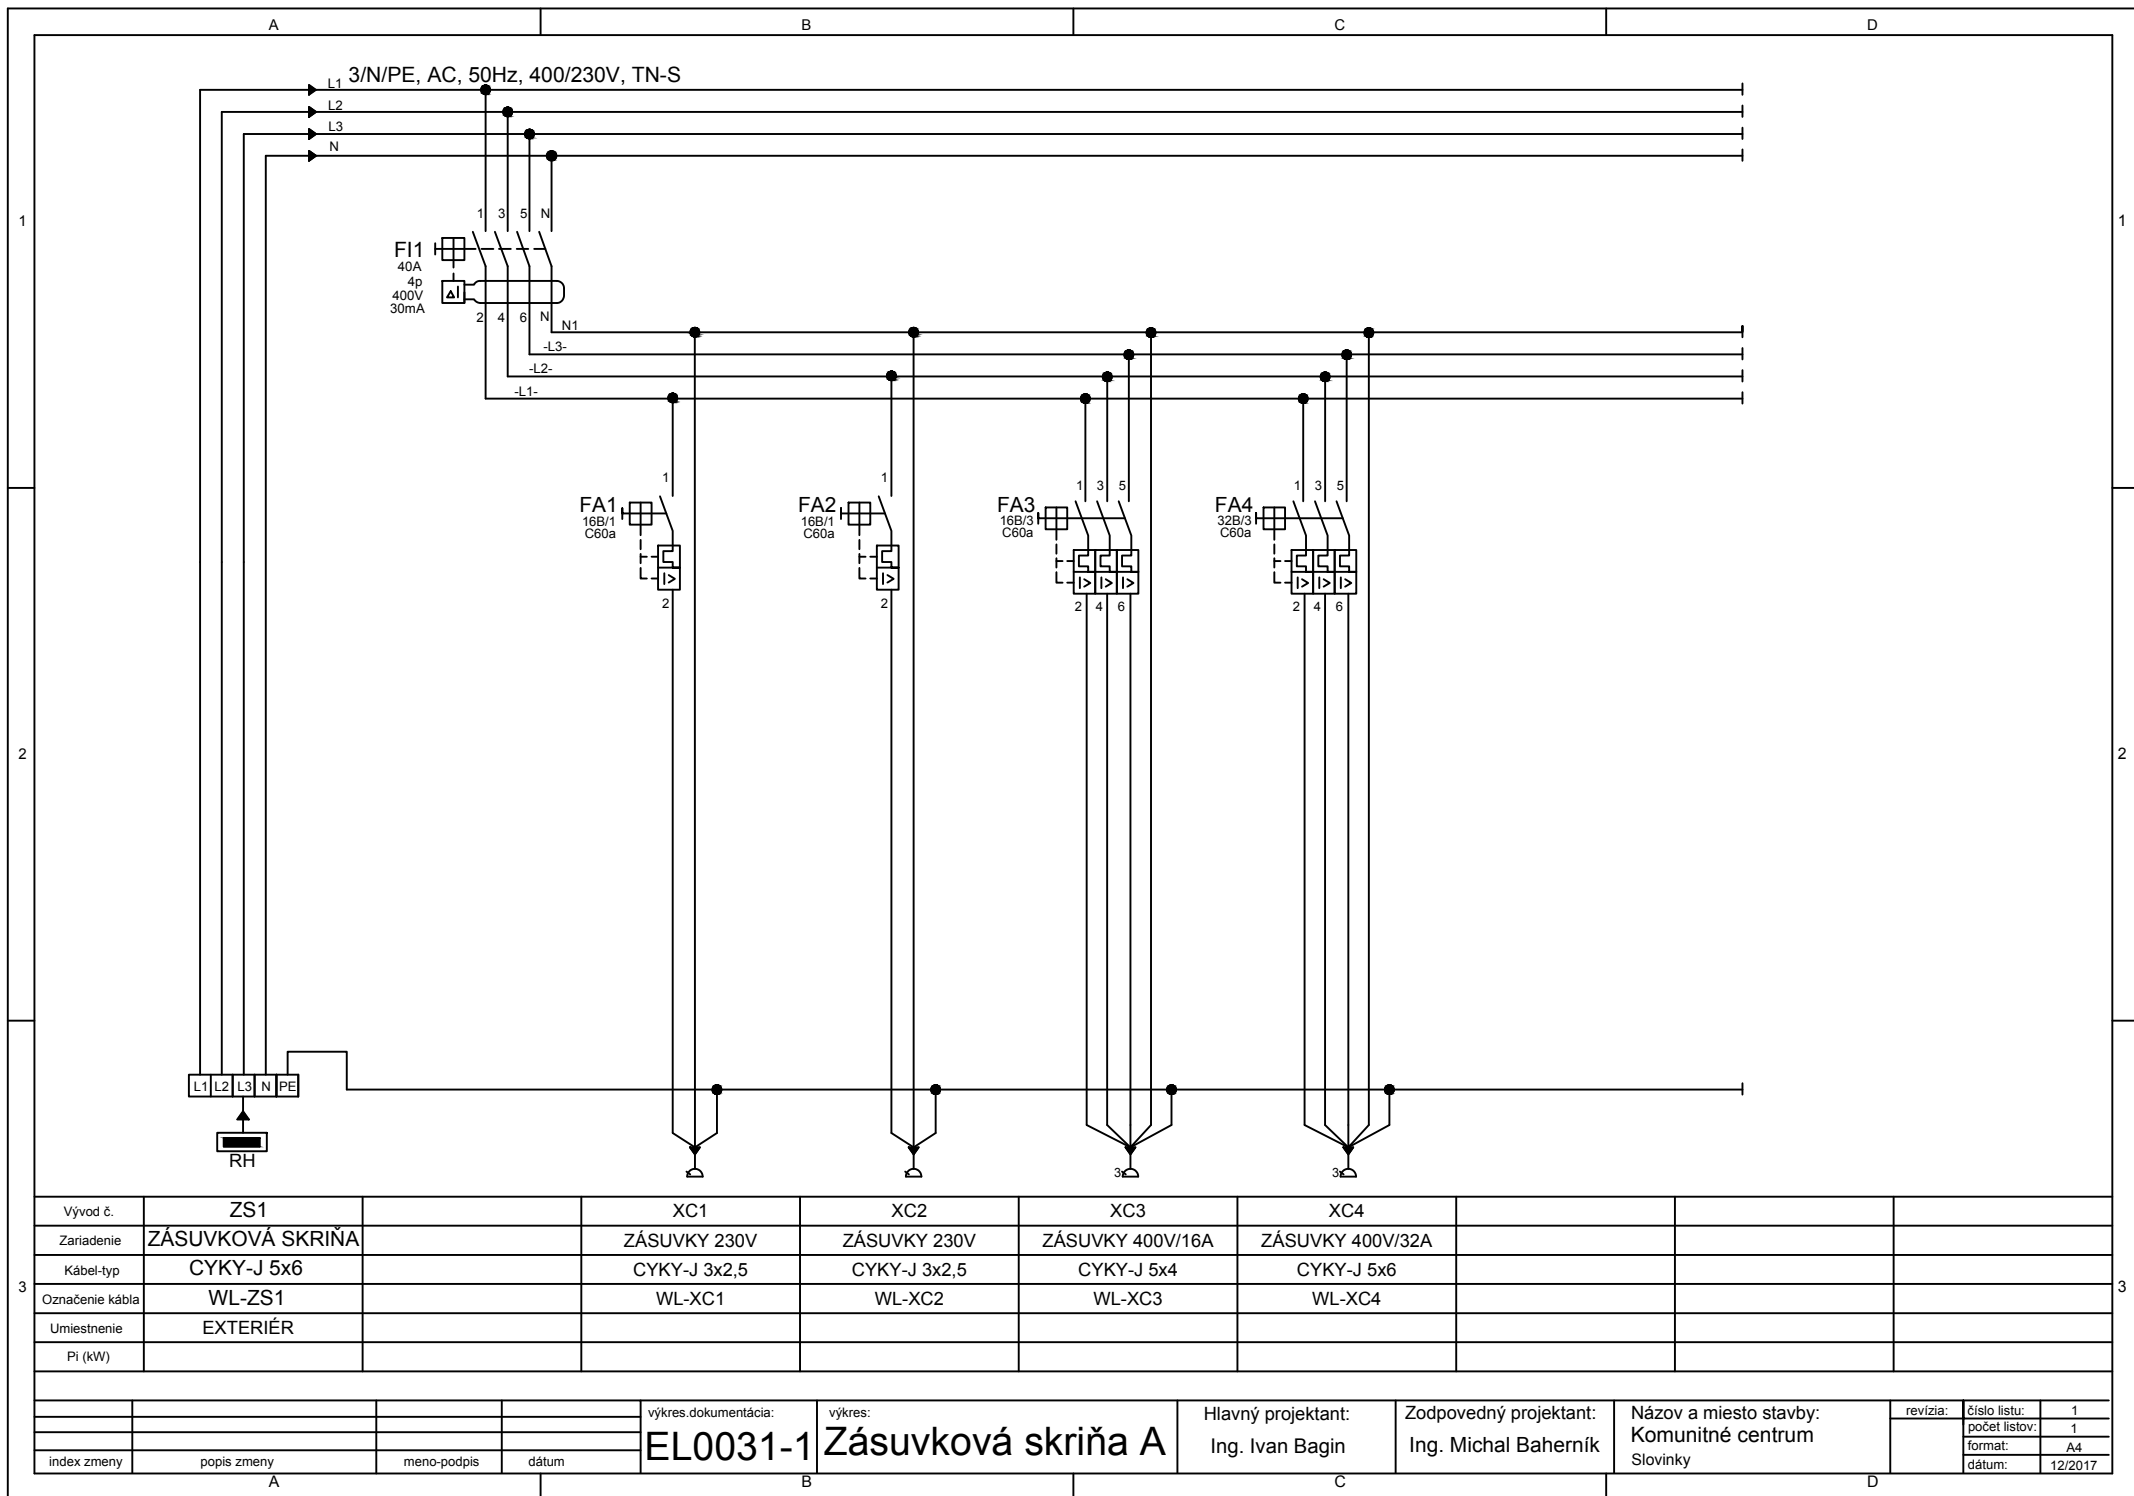 A B C D
L1 3/N/PE, AC, 50Hz, 400/230V, TN-S
L2
L3
N
1 1
1 3 5 N
FI1
40A
4p
400V
30mA
ΔI
2 4 6 N N1
-L3-
-L2-
-L1-
1 1 1 3 5 1 3 5
FA1 FA2 FA3 FA4
16B/1 16B/1 16B/3 32B/3
C60a C60a C60a C60a
I> I> I> I> I> I> I> I>
2 2 2 4 6 2 4 6
2 2
L1 L2 L3 N PE
RH
3 3
Vývod č. ZS1 XC1 XC2 XC3 XC4
Zariadenie ZÁSUVKOVÁ SKRIŇA ZÁSUVKY 230V ZÁSUVKY 230V ZÁSUVKY 400V/16A ZÁSUVKY 400V/32A
Kábel-typ CYKY-J 5x6 CYKY-J 3x2,5 CYKY-J 3x2,5 CYKY-J 5x4 CYKY-J 5x6
3 3
Označenie kábla WL-ZS1 WL-XC1 WL-XC2 WL-XC3 WL-XC4
Umiestnenie EXTERIÉR
Pi (kW)
index zmeny popis zmeny meno-podpis dátum
výkres.dokumentácia:
EL0031-1
výkres:
Zásuvková skriňa A
Hlavný projektant:
Ing. Ivan Bagin
Zodpovedný projektant:
Ing. Michal Baherník
Názov a miesto stavby:
Komunitné centrum
Slovinky
revízia:
číslo listu: 1
počet listov: 1
format: A4
dátum: 12/2017
A B C D